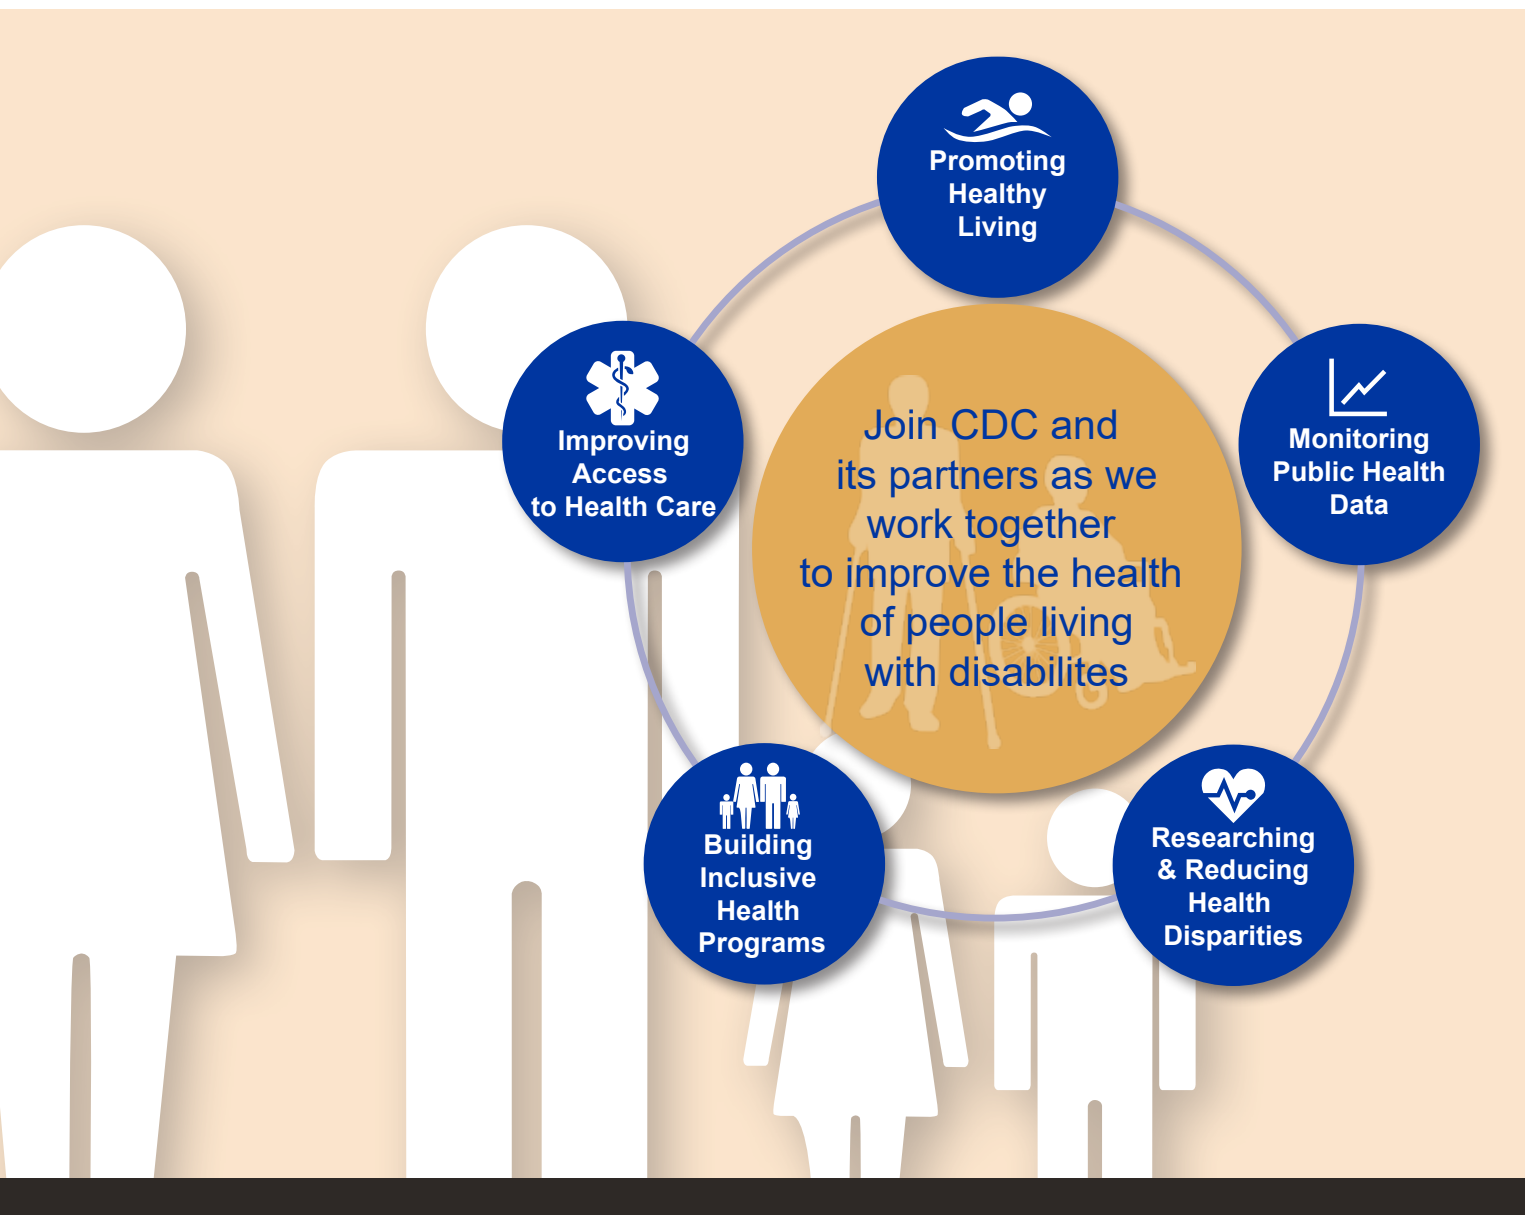 Promoting
Healthy
Living
Improving
Access
to Health Care
Join CDC and
its partners as we
work together
to improve the health
of people living
with disabilites
Monitoring
Public Health
Data
Building
Inclusive
Health
Programs
Researching
& Reducing
Health
Disparities